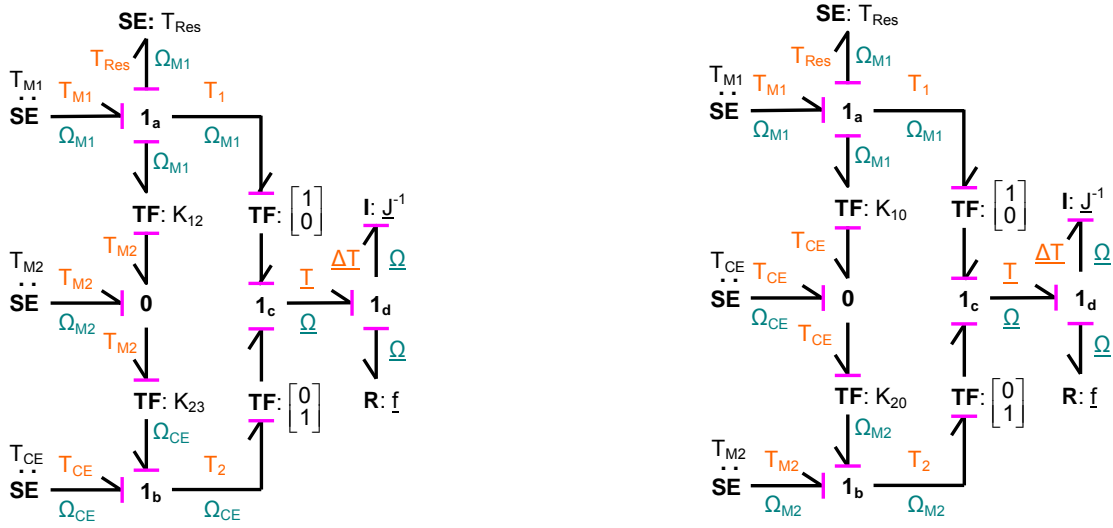 SE: T_Res
T_Res Ω_M1
T_M1 T_M1 T_1
SE 1_a
Ω_M1 Ω_M1
Ω_M1
TF: K_12 TF: [1 0] I: J^-1
T_M2 ΔT Ω
T_M2 T_M2 T
SE 0 1_c 1_d
Ω_M2 Ω
T_M2 Ω
TF: K_23 TF: [0 1] R: f
Ω_CE
T_CE T_CE T_2
SE 1_b
Ω_CE Ω_CE
SE: T_Res
T_Res Ω_M1
T_M1 T_M1 T_1
SE 1_a
Ω_M1 Ω_M1
Ω_M1
TF: K_10 TF: [1 0] I: J^-1
T_CE ΔT Ω
T_CE T_CE T
SE 0 1_c 1_d
Ω_CE Ω
T_CE Ω
TF: K_20 TF: [0 1] R: f
Ω_M2
T_M2 T_M2 T_2
SE 1_b
Ω_M2 Ω_M2